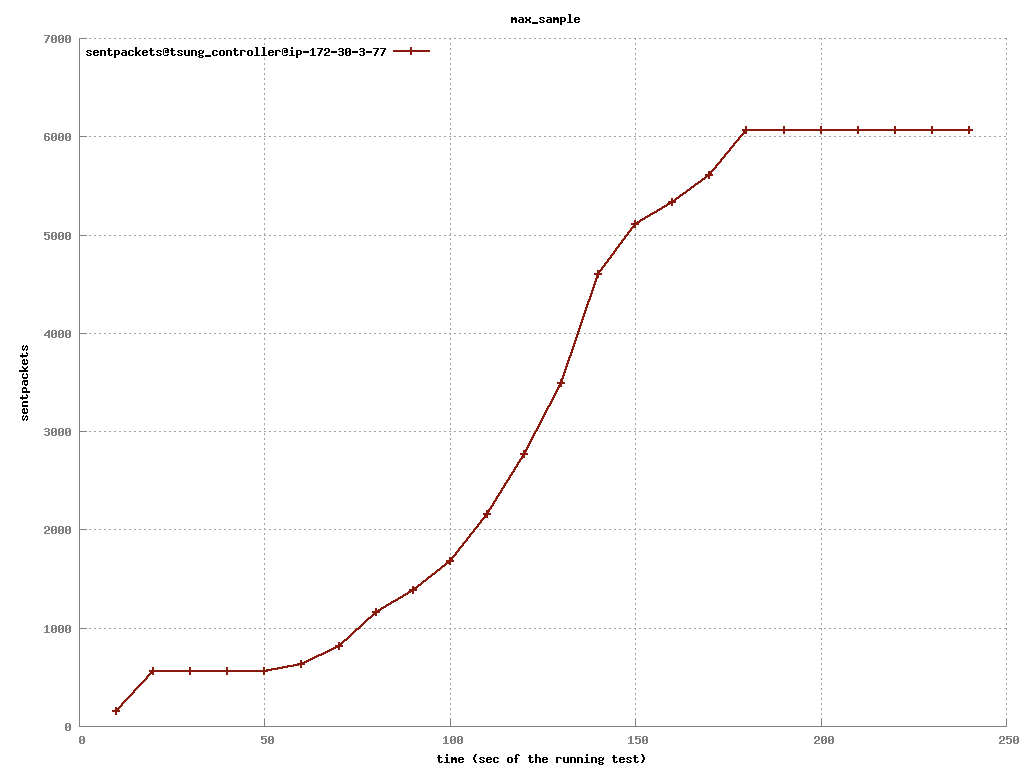 max_sample
7000
sentpackets@tsung_controller@ip-172-30-3-77
6000
5000
4000
sentpackets
3000
2000
1000
0
0 50 100 150 200 250
time (sec of the running test)